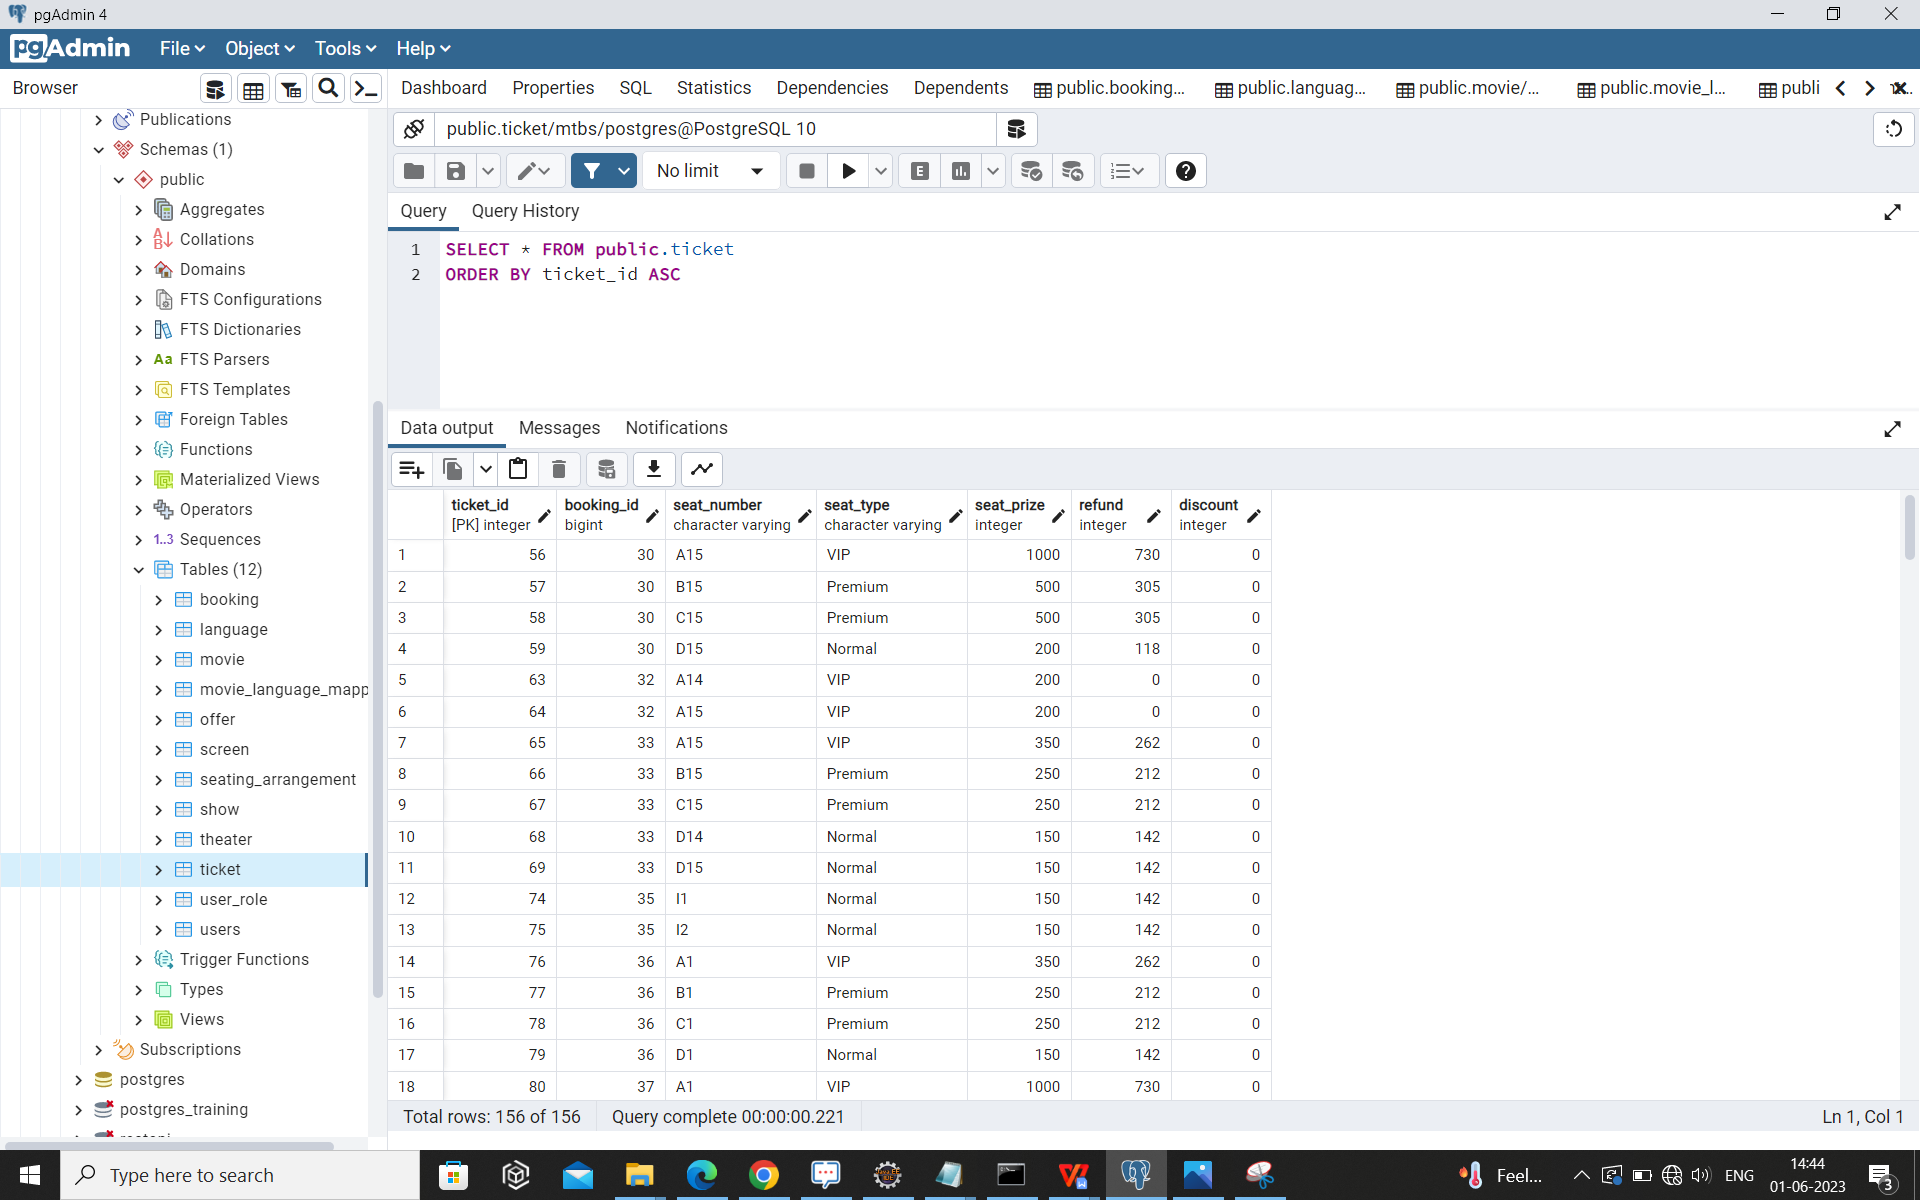 pgAdmin 4
pgAdmin File Object Tools Help
Browser
Dashboard Properties SQL Statistics Dependencies Dependents public.booking... public.languag... public.movie/... public.movie_l... publi
Publications
Schemas (1)
public
Aggregates
Collations
Domains
FTS Configurations
FTS Dictionaries
Aa FTS Parsers
FTS Templates
Foreign Tables
Functions
Materialized Views
Operators
1..3 Sequences
Tables (12)
booking
language
movie
movie_language_mapp
offer
screen
seating_arrangement
show
theater
ticket
user_role
users
Trigger Functions
Types
Views
Subscriptions
postgres
postgres_training
public.ticket/mtbs/postgres@PostgreSQL 10
No limit
E
Query Query History
1 SELECT * FROM public.ticket
2 ORDER BY ticket_id ASC
Data output Messages Notifications
ticket_id booking_id seat_number seat_type seat_prize refund discount
[PK] integer bigint character varying character varying integer integer integer
1 56 30 A15 VIP 1000 730 0
2 57 30 B15 Premium 500 305 0
3 58 30 C15 Premium 500 305 0
4 59 30 D15 Normal 200 118 0
5 63 32 A14 VIP 200 0 0
6 64 32 A15 VIP 200 0 0
7 65 33 A15 VIP 350 262 0
8 66 33 B15 Premium 250 212 0
9 67 33 C15 Premium 250 212 0
10 68 33 D14 Normal 150 142 0
11 69 33 D15 Normal 150 142 0
12 74 35 I1 Normal 150 142 0
13 75 35 I2 Normal 150 142 0
14 76 36 A1 VIP 350 262 0
15 77 36 B1 Premium 250 212 0
16 78 36 C1 Premium 250 212 0
17 79 36 D1 Normal 150 142 0
18 80 37 A1 VIP 1000 730 0
Total rows: 156 of 156 Query complete 00:00:00.221 Ln 1, Col 1
Type here to search
Feel... ENG
14:44
01-06-2023
3